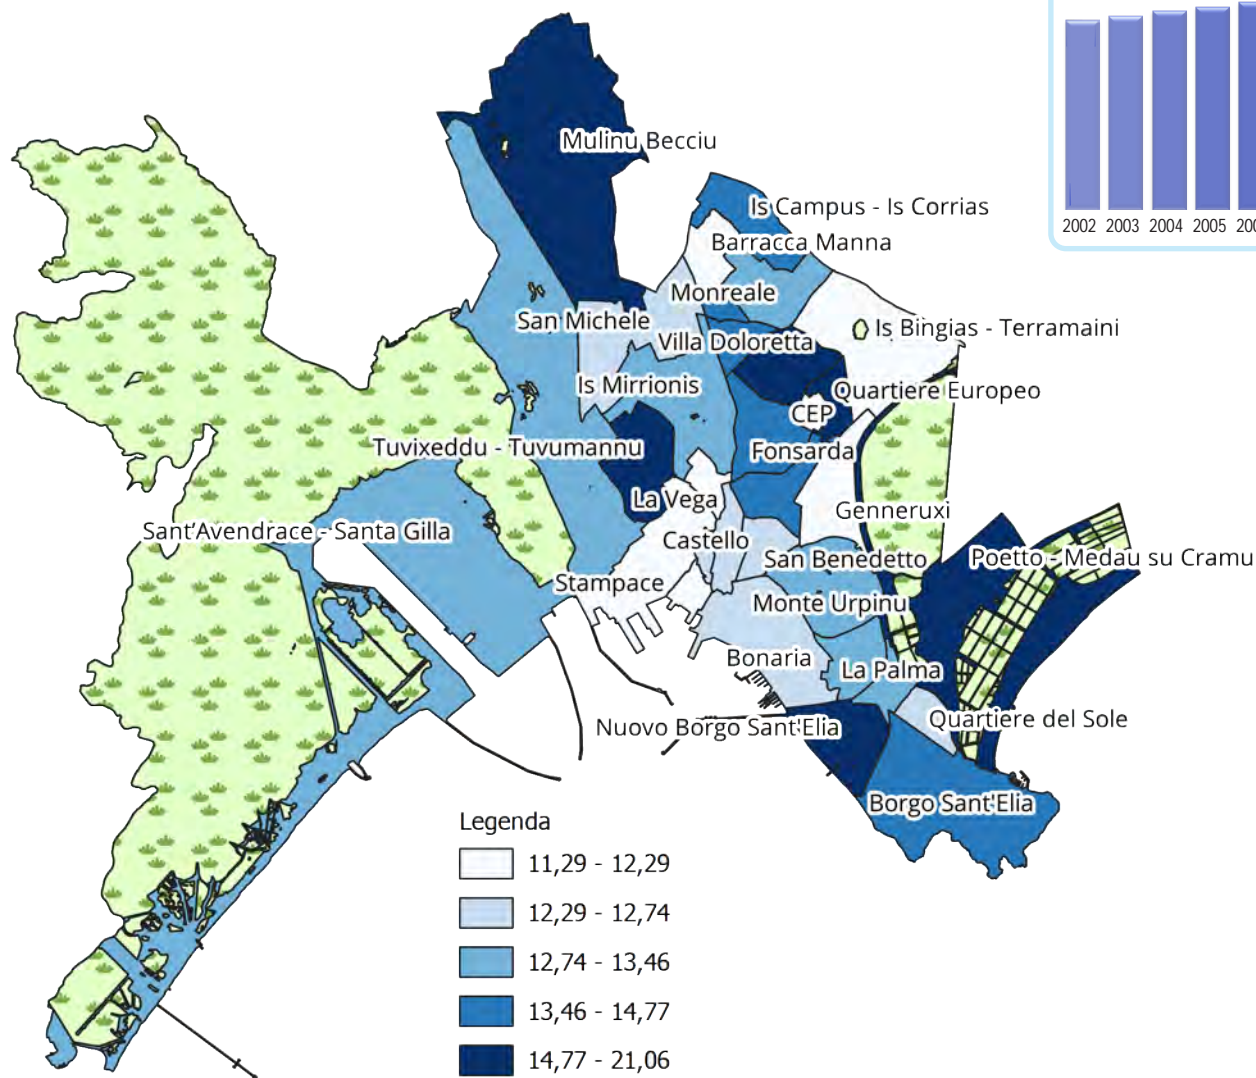 2002 2003 2004 2005
Mulinu Becciu
Is Campus - Is Corrias
Barracca Manna
Monreale
San Michele
Villa Doloretta
Is Bingias - Terramaini
Is Mirrionis
Quartiere Europeo
CEP
Tuvixeddu - Tuvumannu
Fonsarda
La Vega
Genneruxi
Sant'Avendrace - Santa Gilla
Castello
San Benedetto
Poetto - Medau su Cramu
Stampace
Monte Urpinu
Bonaria
La Palma
Nuovo Borgo Sant'Elia
Quartiere del Sole
Borgo Sant'Elia
Legenda
11,29 - 12,29
12,29 - 12,74
12,74 - 13,46
13,46 - 14,77
14,77 - 21,06